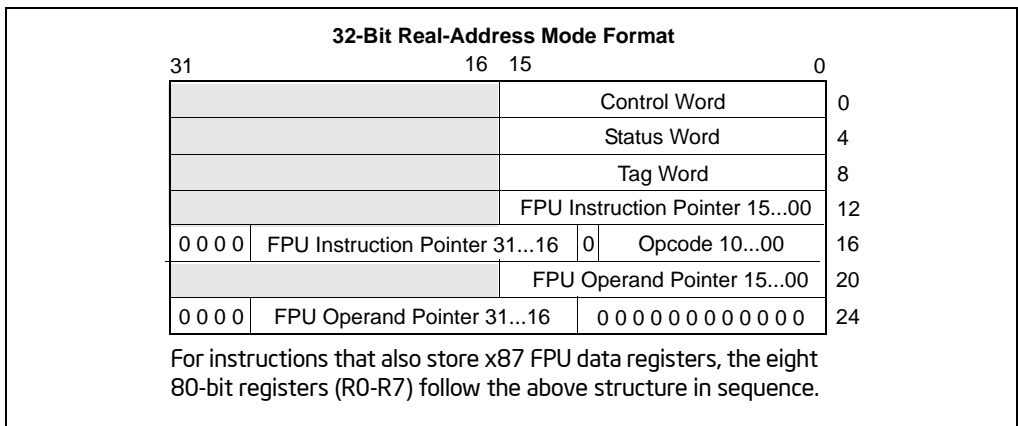 32-Bit Real-Address Mode Format
31 16 15 0
Control Word 0
Status Word 4
Tag Word 8
FPU Instruction Pointer 15...00 12
0 0 0 0 FPU Instruction Pointer 31...16 0 Opcode 10...00 16
FPU Operand Pointer 15...00 20
0 0 0 0 FPU Operand Pointer 31...16 0 0 0 0 0 0 0 0 0 0 0 0 24
For instructions that also store x87 FPU data registers, the eight
80-bit registers (R0-R7) follow the above structure in sequence.